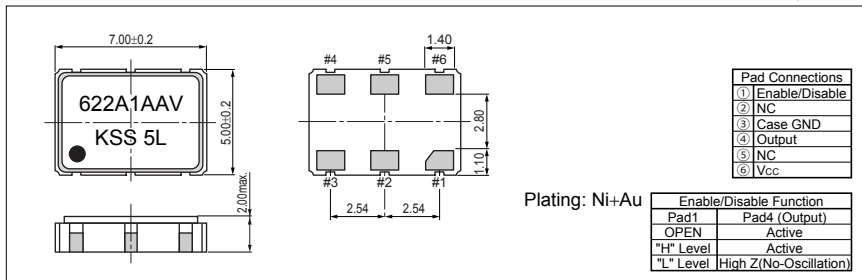 7.00±0.2
622A1AAV
KSS 5L
5.00±0.2
2.00max.
1.40
#4 #5 #6
2.80
1.10
#3 #2 #1
2.54 2.54
Plating: Ni+Au
Pad Connections
① Enable/Disable
② NC
③ Case GND
④ Output
⑤ NC
⑥ Vcc
Enable/Disable Function
Pad1 Pad4 (Output)
OPEN Active
"H" Level Active
"L" Level High Z(No-Oscillation)